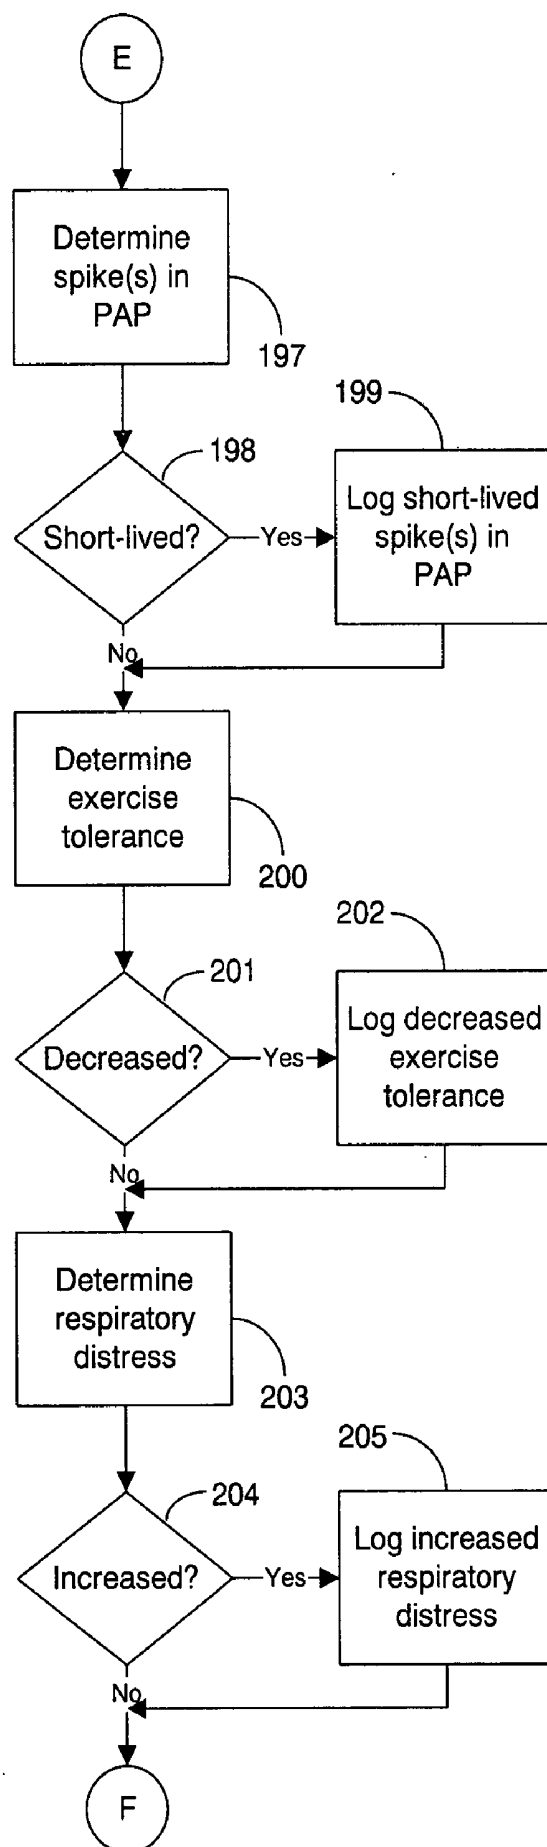 E
Determine
spike(s) in
PAP
197
198
199
Short-lived?
Yes
Log short-lived
spike(s) in
PAP
No
Determine
exercise
tolerance
200
201
202
Decreased?
Yes
Log decreased
exercise
tolerance
No
Determine
respiratory
distress
203
204
205
Increased?
Yes
Log increased
respiratory
distress
No
F